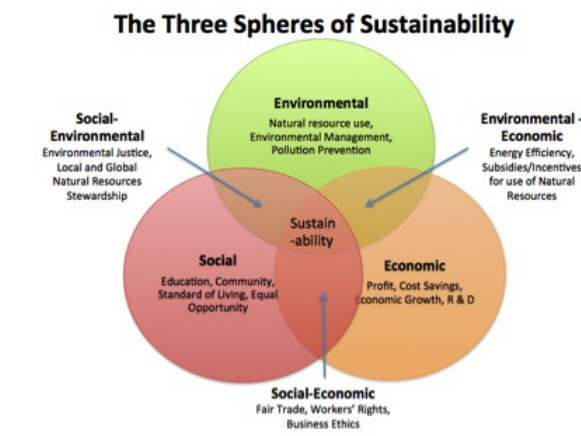 The Three Spheres of Sustainability
Environmental
Natural resource use,
Environmental Management,
Pollution Prevention
Social-
Environmental
Environmental Justice,
Local and Global
Natural Resources
Stewardship
Environmental -
Economic
Energy Efficiency,
Subsidies/Incentives
for use of Natural
Resources
Sustain
-ability
Social
Education, Community,
Standard of Living, Equal
Opportunity
Economic
Profit, Cost Savings,
Economic Growth, R & D
Social-Economic
Fair Trade, Workers' Rights,
Business Ethics